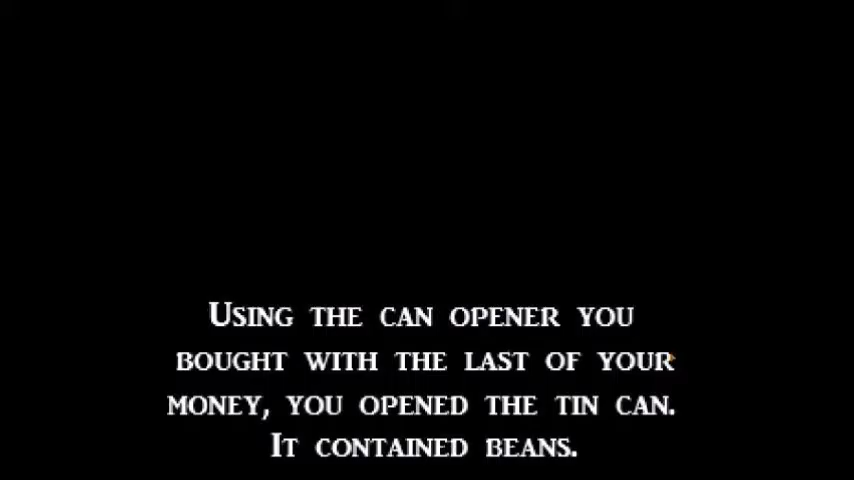 Using the can opener you
bought with the last of your
money, you opened the tin can.
It contained beans.